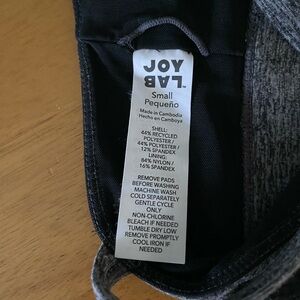 JOY
LAB™
Small
Pequeño
Made in Cambodia
Hecho en Camboya
SHELL:
44% RECYCLED
POLYESTER /
44% POLYESTER /
12% SPANDEX
LINING:
84% NYLON /
16% SPANDEX
REMOVE PADS
BEFORE WASHING
MACHINE WASH
COLD SEPARATELY
GENTLE CYCLE
ONLY
NON-CHLORINE
BLEACH IF NEEDED
TUMBLE DRY LOW
REMOVE PROMPTLY
COOL IRON IF
NEEDED